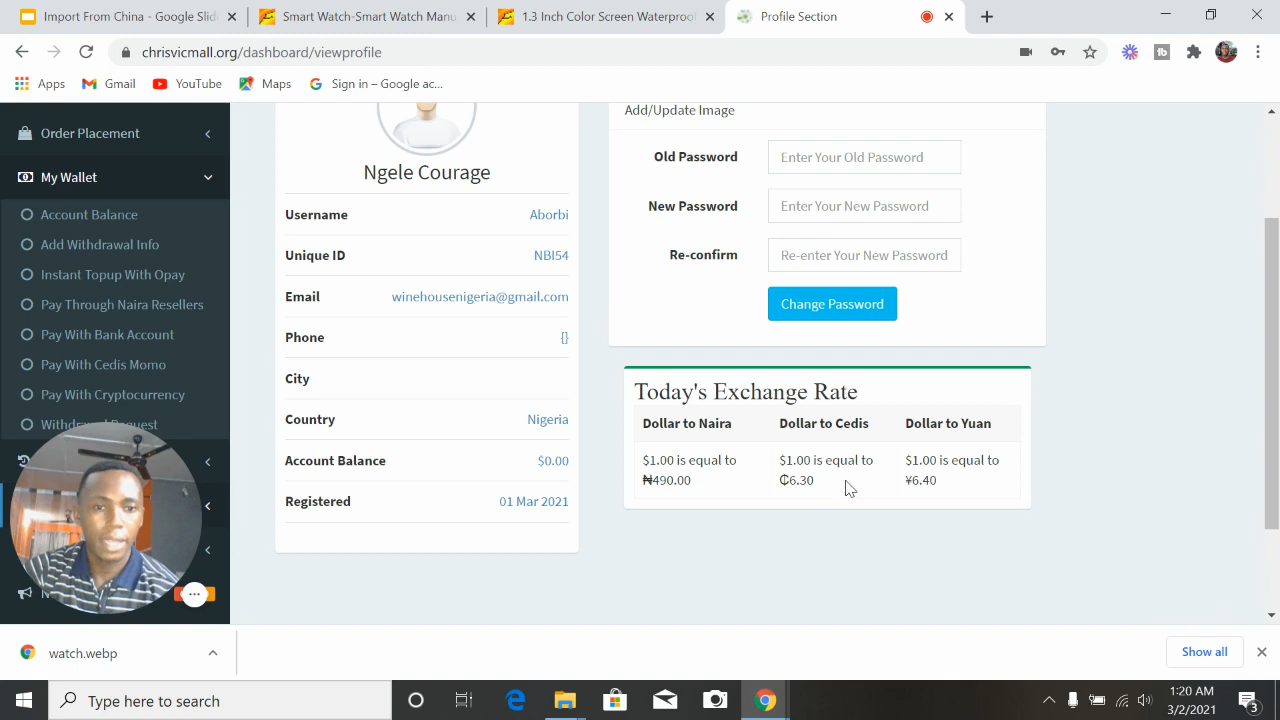 Import From China - Google Slid
Smart Watch-Smart Watch Manu
1.3 Inch Color Screen Waterproof
Profile Section
chrisvicmall.org/dashboard/viewprofile
Apps
Gmail
YouTube
Maps
Sign in – Google ac...
Order Placement
My Wallet
Account Balance
Add Withdrawal Info
Instant Topup With Opay
Pay Through Naira Resellers
Pay With Bank Account
Pay With Cedis Momo
Pay With Cryptocurrency
Ngele Courage
Username Aborbi
Unique ID NBI54
Email winehousenigeria@gmail.com
Phone {}
City
Country Nigeria
Account Balance $0.00
Registered 01 Mar 2021
Add/Update Image
Old Password Enter Your Old Password
New Password Enter Your New Password
Re-confirm Re-enter Your New Password
Change Password
Today's Exchange Rate
Dollar to Naira Dollar to Cedis Dollar to Yuan
$1.00 is equal to $1.00 is equal to $1.00 is equal to
₦490.00 ₵6.30 ¥6.40
watch.webp
Show all
Type here to search
1:20 AM
3/2/2021
3